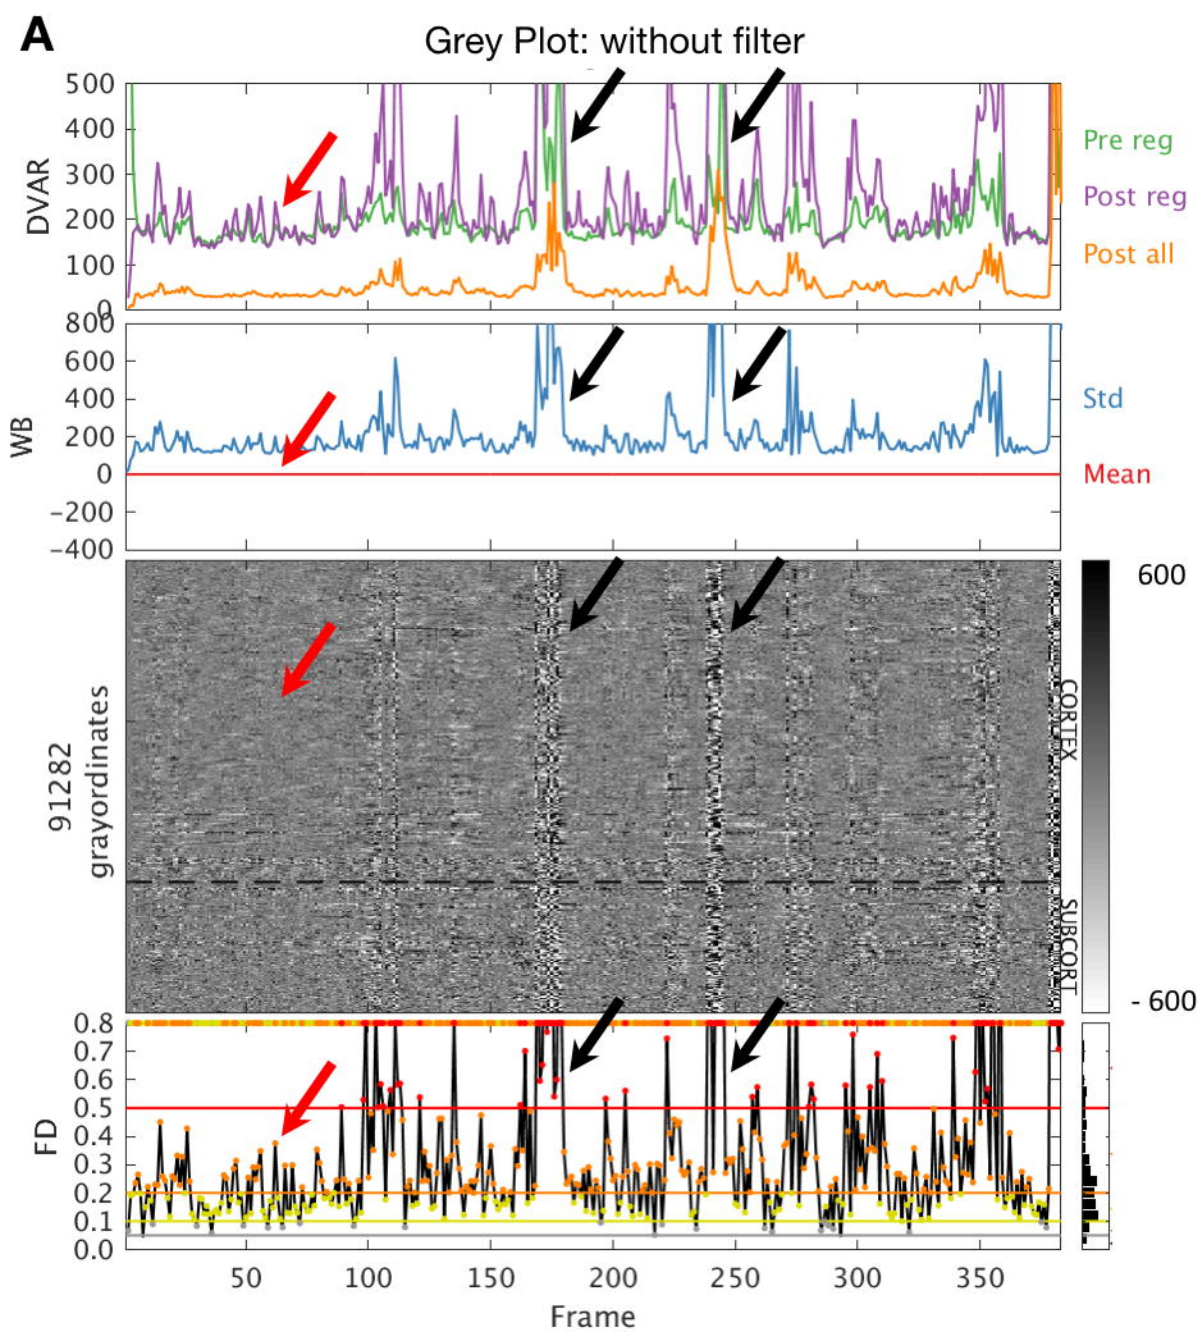 A
Grey Plot: without filter
DVAR
500
400
300
200
100
0
Pre reg
Post reg
Post all
WB
800
600
400
200
0
−200
−400
Std
Mean
91282
grayordinates
CORTEX
SUBCORT
600
- 600
FD
0.8
0.7
0.6
0.5
0.4
0.3
0.2
0.1
0.0
50 100 150 200 250 300 350
Frame